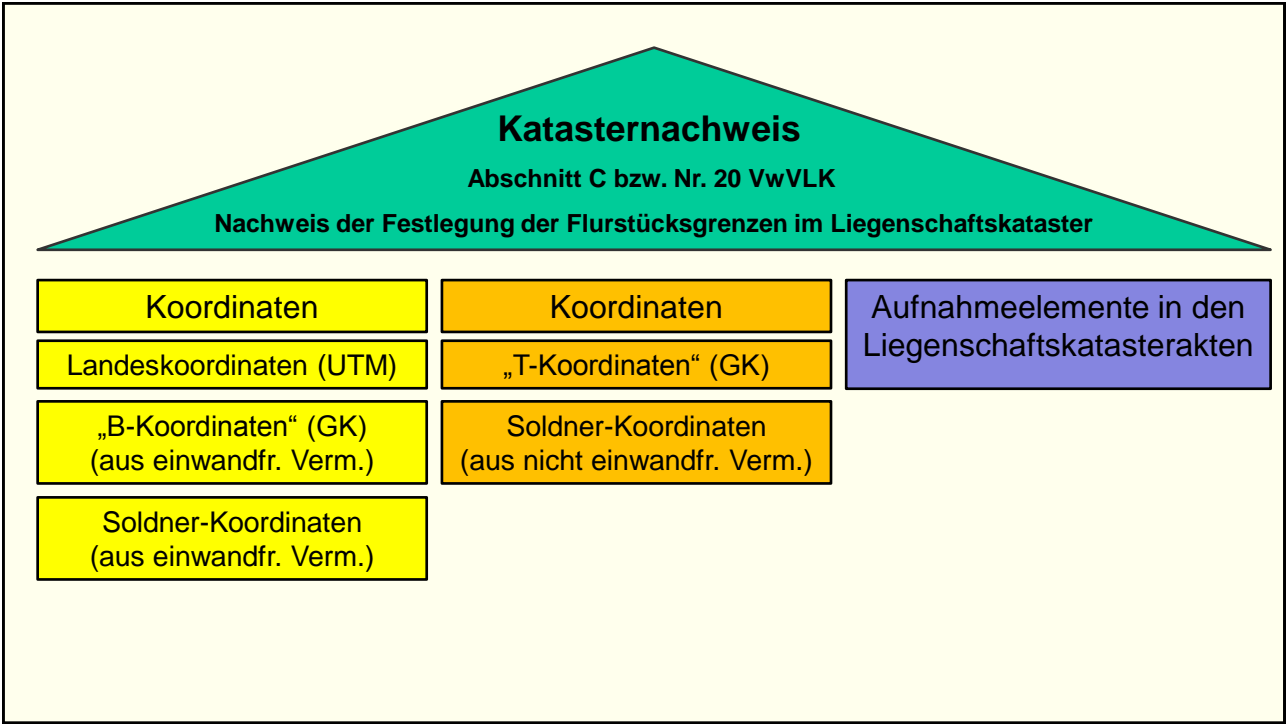 Katasternachweis
Abschnitt C bzw. Nr. 20 VwVLK
Nachweis der Festlegung der Flurstücksgrenzen im Liegenschaftskataster
Koordinaten
Landeskoordinaten (UTM)
„B-Koordinaten“ (GK)
(aus einwandfr. Verm.)
Soldner-Koordinaten
(aus einwandfr. Verm.)
Koordinaten
„T-Koordinaten“ (GK)
Soldner-Koordinaten
(aus nicht einwandfr. Verm.)
Aufnahmeelemente in den
Liegenschaftskatasterakten